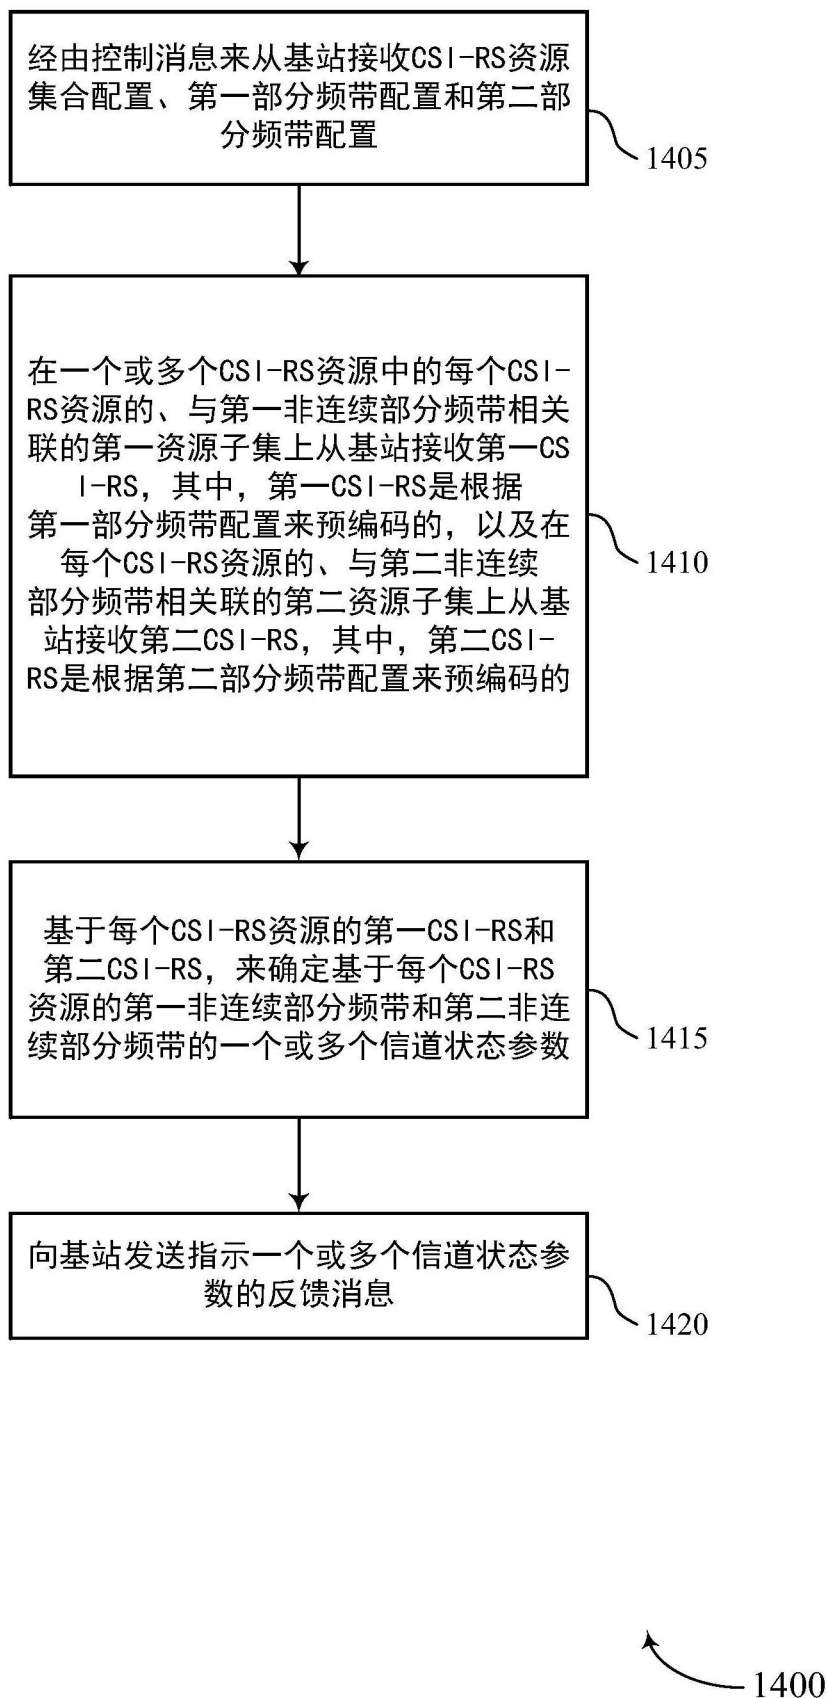 经由控制消息来从基站接收CSI-RS资源
集合配置、第一部分频带配置和第二部
分频带配置
1405
在一个或多个CSI-RS资源中的每个CSI-
RS资源的、与第一非连续部分频带相关
联的第一资源子集上从基站接收第一CS
I-RS，其中，第一CSI-RS是根据
第一部分频带配置来预编码的，以及在
每个CSI-RS资源的、与第二非连续
部分频带相关联的第二资源子集上从基
站接收第二CSI-RS，其中，第二CSI-
RS是根据第二部分频带配置来预编码的
1410
基于每个CSI-RS资源的第一CSI-RS和
第二CSI-RS，来确定基于每个CSI-RS
资源的第一非连续部分频带和第二非连
续部分频带的一个或多个信道状态参数
1415
向基站发送指示一个或多个信道状态参
数的反馈消息
1420
1400